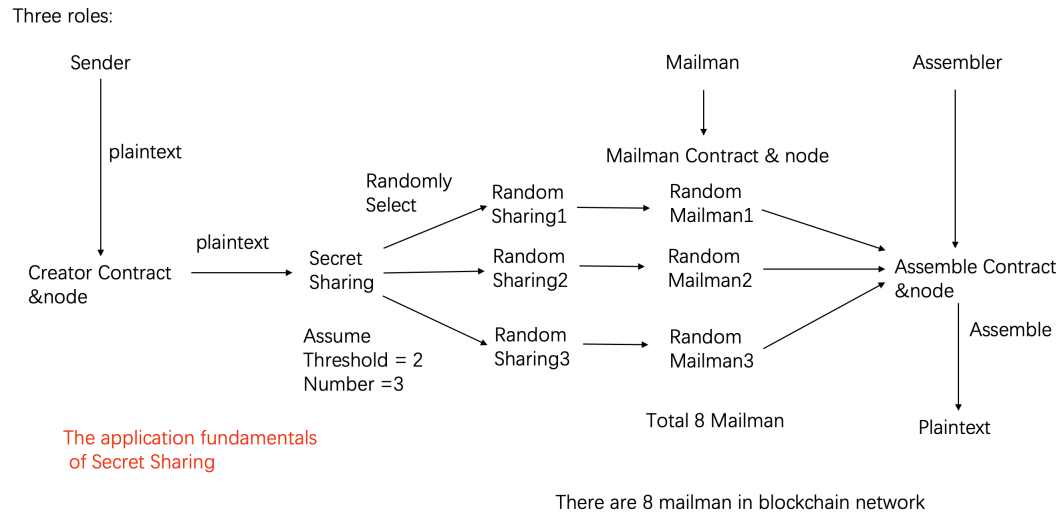 Three roles:
Sender
Mailman
Assembler
plaintext
Mailman Contract & node
Randomly
Select
Random
Sharing1
Random
Mailman1
plaintext
Creator Contract
&node
Secret
Sharing
Random
Sharing2
Random
Mailman2
Assemble Contract
&node
Assemble
Assume
Threshold = 2
Number =3
Random
Sharing3
Random
Mailman3
Total 8 Mailman
Plaintext
The application fundamentals
of Secret Sharing
There are 8 mailman in blockchain network